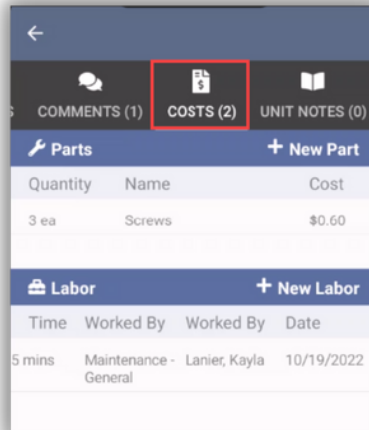 COMMENTS (1) COSTS (2) UNIT NOTES (0)
Parts + New Part
Quantity Name Cost
3 ea Screws $0.60
Labor + New Labor
Time Worked By Worked By Date
5 mins Maintenance - Lanier, Kayla 10/19/2022
General